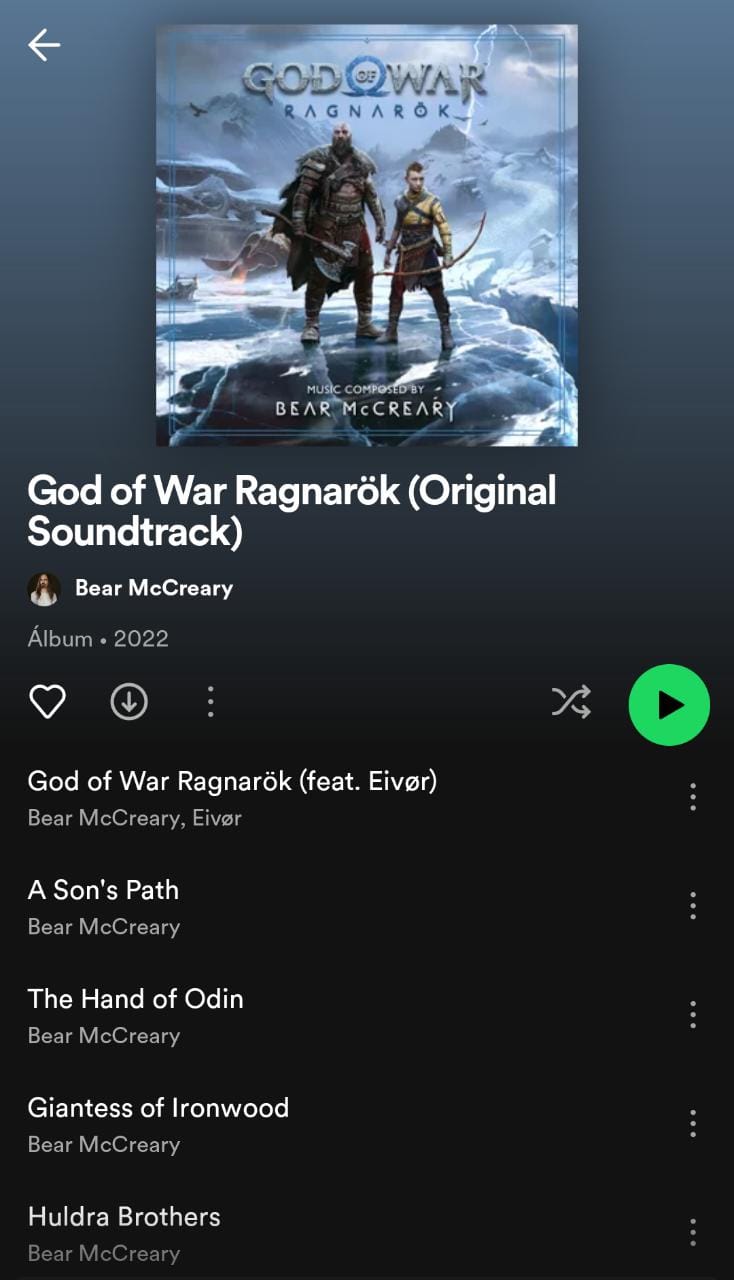 GOD OF WAR
RAGNARÖK
MUSIC COMPOSED BY
BEAR McCREARY
God of War Ragnarök (Original
Soundtrack)
Bear McCreary
Álbum • 2022
God of War Ragnarök (feat. Eivør)
Bear McCreary, Eivør
A Son's Path
Bear McCreary
The Hand of Odin
Bear McCreary
Giantess of Ironwood
Bear McCreary
Huldra Brothers
Bear McCreary